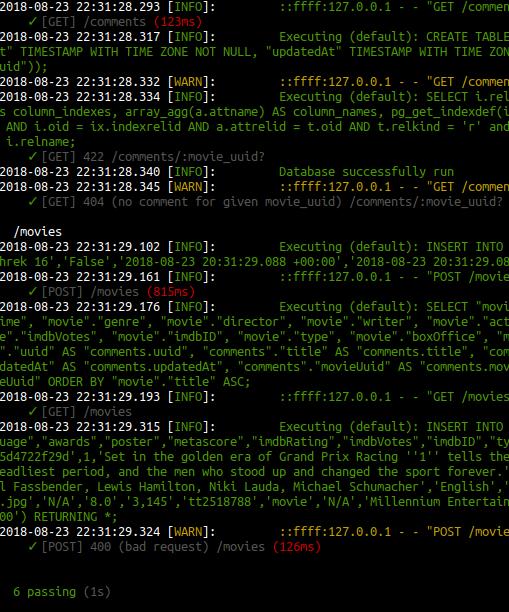 2018-08-23 22:31:28.293 [INFO]: ::ffff:127.0.0.1 - - "GET /commen
✓ [GET] /comments (123ms)
2018-08-23 22:31:28.317 [INFO]: Executing (default): CREATE TABLE
t" TIMESTAMP WITH TIME ZONE NOT NULL, "updatedAt" TIMESTAMP WITH TIME ZON
uuid"));
2018-08-23 22:31:28.332 [WARN]: ::ffff:127.0.0.1 - - "GET /commen
2018-08-23 22:31:28.334 [INFO]: Executing (default): SELECT i.rel
s column_indexes, array_agg(a.attname) AS column_names, pg_get_indexdef(i
AND i.oid = ix.indexrelid AND a.attrelid = t.oid AND t.relkind = 'r' and
i.relname;
✓ [GET] 422 /comments/:movie_uuid?
2018-08-23 22:31:28.340 [INFO]: Database successfully run
2018-08-23 22:31:28.345 [WARN]: ::ffff:127.0.0.1 - - "GET /commen
✓ [GET] 404 (no comment for given movie_uuid) /comments/:movie_uuid?
/movies
2018-08-23 22:31:29.102 [INFO]: Executing (default): INSERT INTO
hrek 16','False','2018-08-23 20:31:29.088 +00:00','2018-08-23 20:31:29.08
2018-08-23 22:31:29.161 [INFO]: ::ffff:127.0.0.1 - - "POST /movie
✓ [POST] /movies (815ms)
2018-08-23 22:31:29.176 [INFO]: Executing (default): SELECT "movi
ime", "movie"."genre", "movie"."director", "movie"."writer", "movie"."act
e"."imdbVotes", "movie"."imdbID", "movie"."type", "movie"."boxOffice", "m
"."uuid" AS "comments.uuid", "comments"."title" AS "comments.title", "com
datedAt" AS "comments.updatedAt", "comments"."movieUuid" AS "comments.mov
eUuid" ORDER BY "movie"."title" ASC;
2018-08-23 22:31:29.193 [INFO]: ::ffff:127.0.0.1 - - "GET /movies
✓ [GET] /movies
2018-08-23 22:31:29.315 [INFO]: Executing (default): INSERT INTO
uage","awards","poster","metascore","imdbRating","imdbVotes","imdbID","ty
5d4722f29d',1,'Set in the golden era of Grand Prix Racing ''1'' tells the
eadliest period, and the men who stood up and changed the sport forever.'
l Fassbender, Lewis Hamilton, Niki Lauda, Michael Schumacher','English','
.jpg','N/A','8.0','3,145','tt2518788','movie','N/A','Millennium Entertain
00') RETURNING *;
2018-08-23 22:31:29.324 [WARN]: ::ffff:127.0.0.1 - - "POST /movie
✓ [POST] 400 (bad request) /movies (126ms)
6 passing (1s)